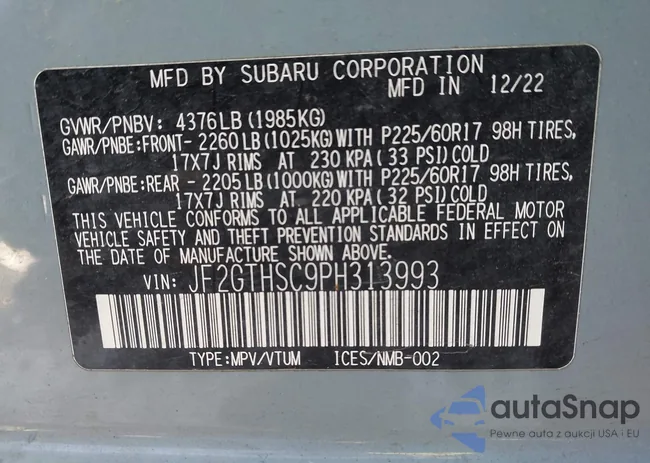 MFD BY SUBARU CORPORATION
MFD IN 12/22
GVWR/PNBV: 4376LB (1985KG)
GAWR/PNBE:FRONT- 2260 LB (1025KG) WITH P225/60R17 98H TIRES,
17X7J RIMS AT 230 KPA (33 PSI) COLD
GAWR/PNBE:REAR - 2205 LB (1000KG) WITH P225/60R17 98H TIRES,
17X7J RIMS AT 220 KPA (32 PSI) COLD
THIS VEHICLE CONFORMS TO ALL APPLICABLE FEDERAL MOTOR
VEHICLE SAFETY AND THEFT PREVENTION STANDARDS IN EFFECT ON
THE DATE OF MANUFACTURE SHOWN ABOVE.
VIN: JF2GTHSC9PH313993
TYPE:MPV/VTUM ICES/NMB-002
autaSnap
Pewne auta z aukcji USA i EU